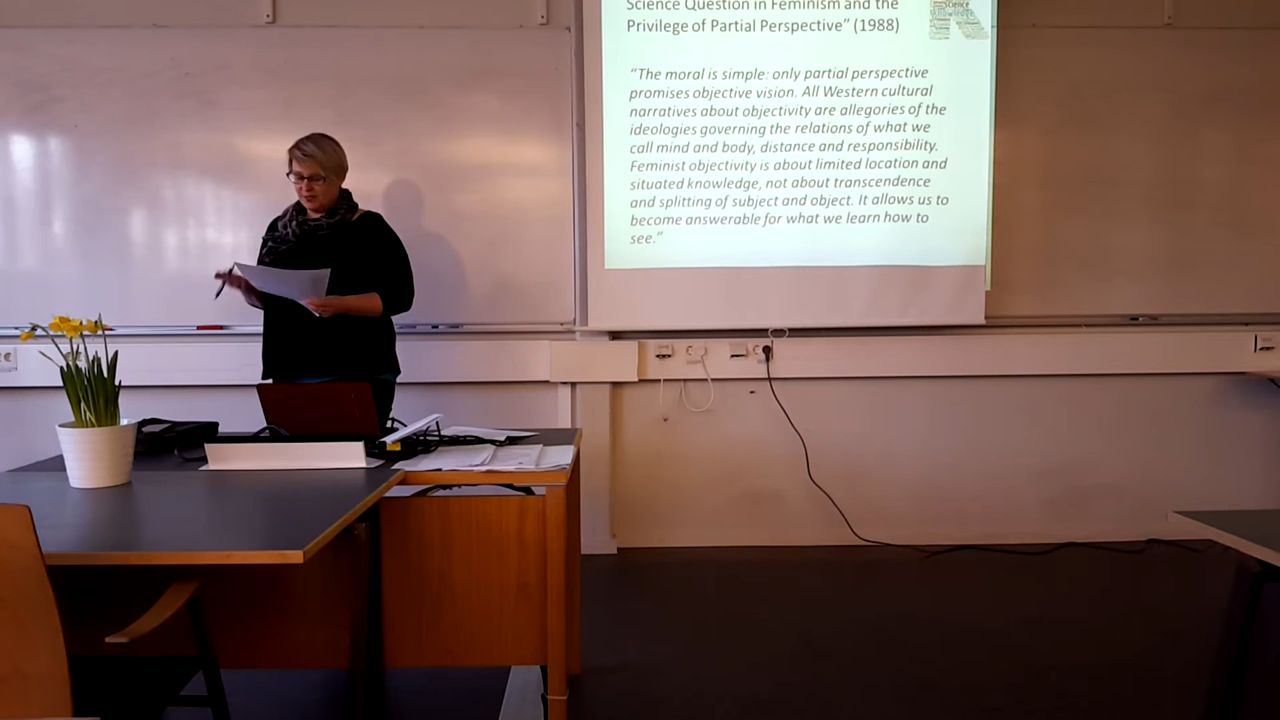 Science Question in Feminism and the
Privilege of Partial Perspective” (1988)
Science
Knowledge
“The moral is simple: only partial perspective
promises objective vision. All Western cultural
narratives about objectivity are allegories of the
ideologies governing the relations of what we
call mind and body, distance and responsibility.
Feminist objectivity is about limited location and
situated knowledge, not about transcendence
and splitting of subject and object. It allows us to
become answerable for what we learn how to
see.”